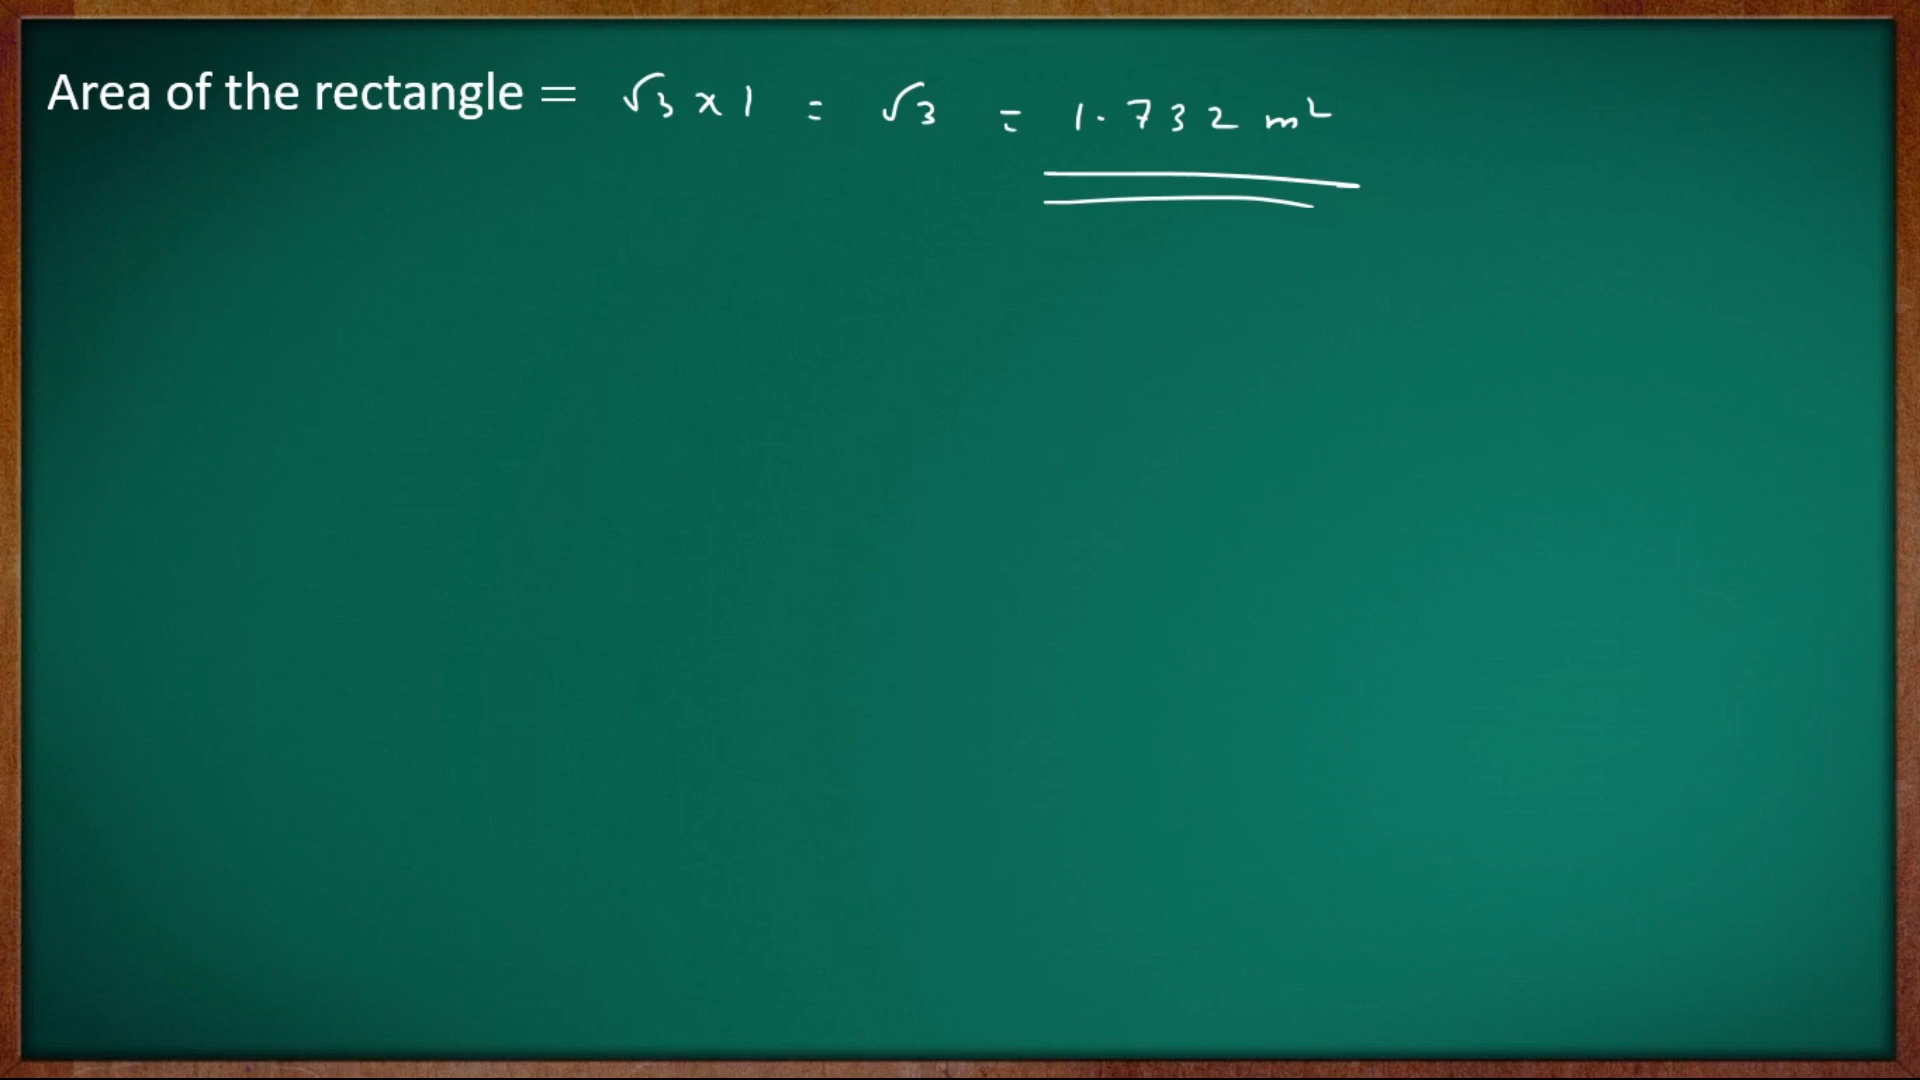 Area of the rectangle = √3 x 1 = √3 = 1.732 m²